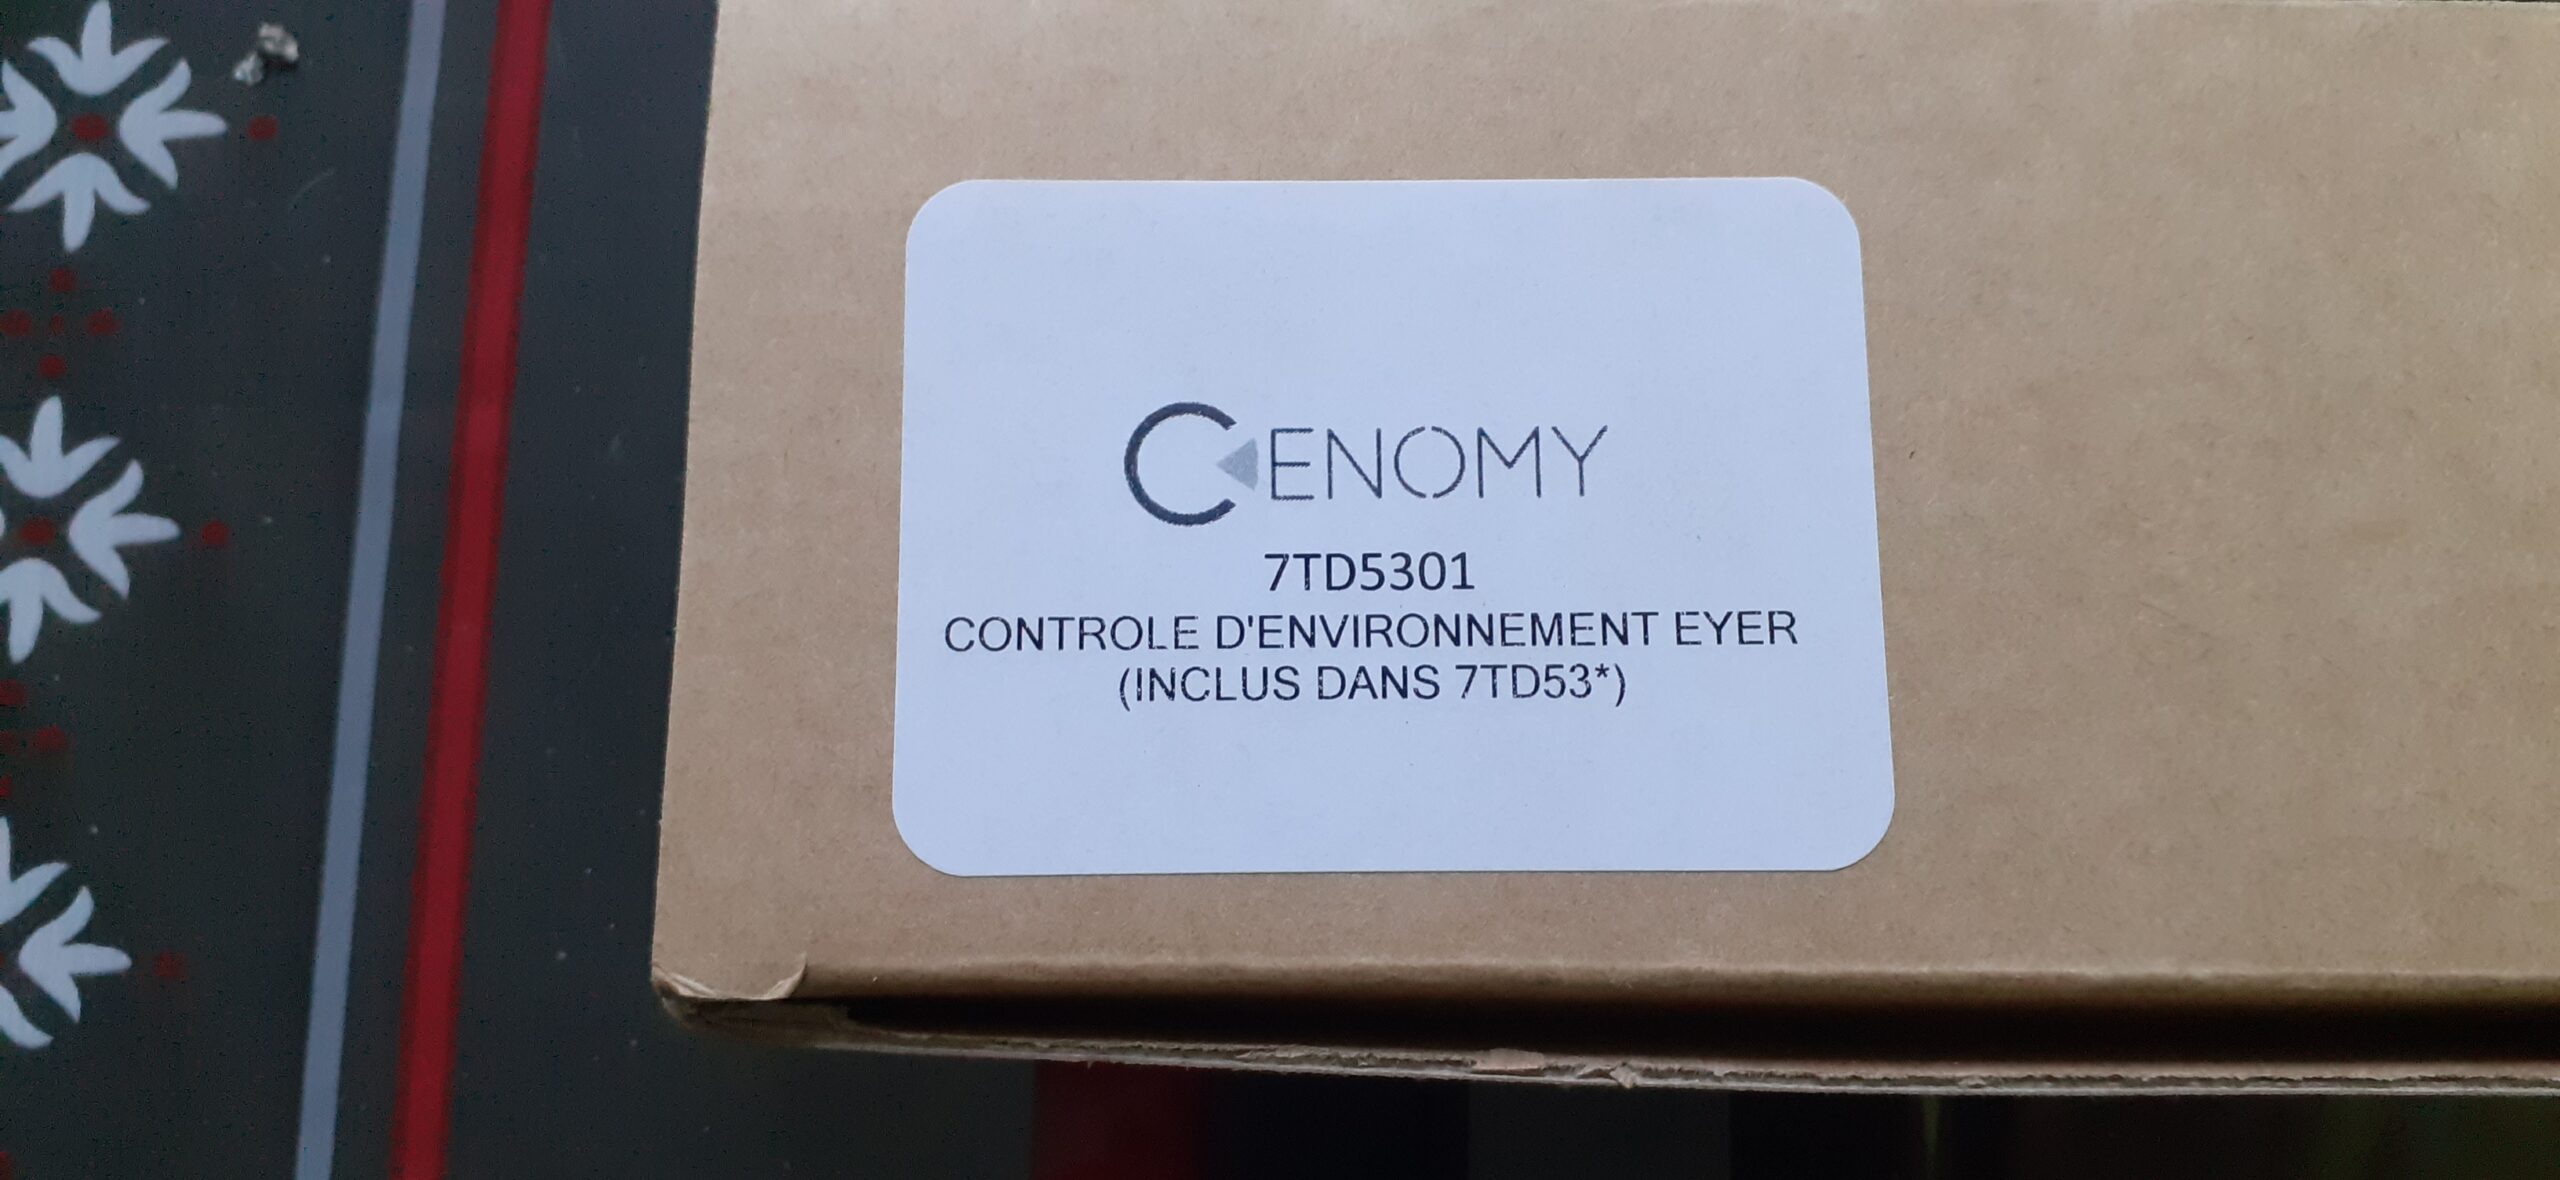 CENOMY
7TD5301
CONTROLE D'ENVIRONNEMENT EYER
(INCLUS DANS 7TD53*)